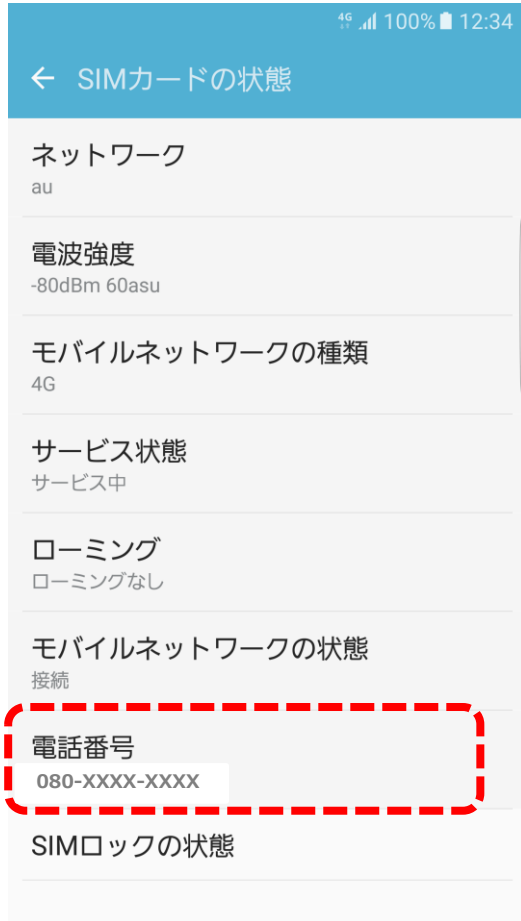 4G 100% 12:34
← SIMカードの状態
ネットワーク
au
電波強度
-80dBm 60asu
モバイルネットワークの種類
4G
サービス状態
サービス中
ローミング
ローミングなし
モバイルネットワークの状態
接続
電話番号
080-XXXX-XXXX
SIMロックの状態